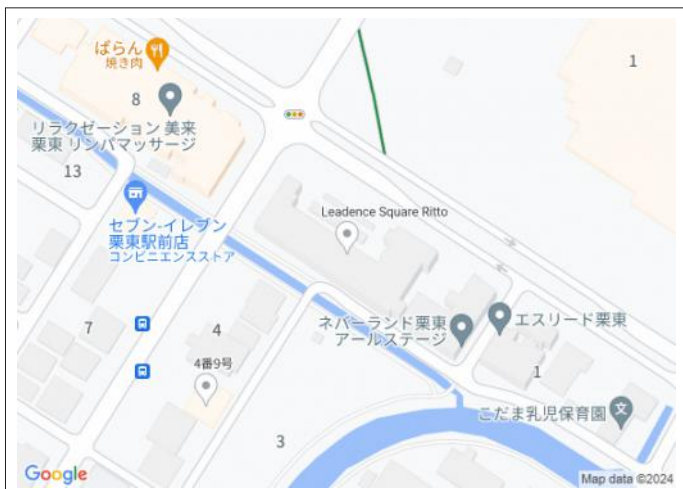 ばらん
焼き肉
1
8
リラクゼーション 美来
栗東 リンパマッサージ
13
セブン-イレブン
栗東駅前店
コンビニエンスストア
Leadence Square Ritto
7
4
4番9号
ネバーランド栗東
アールステージ
エスリード栗東
1
こだま乳児保育園
3
Google
Map data ©2024